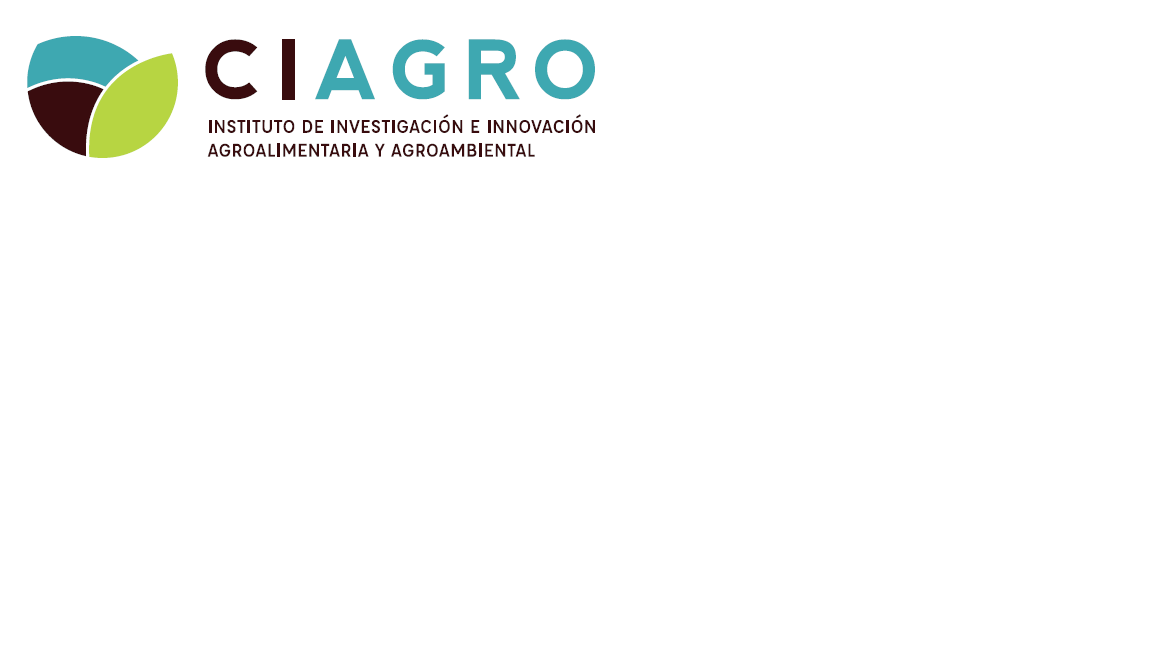 CIAGRO
INSTITUTO DE INVESTIGACIÓN E INNOVACIÓN
AGROALIMENTARIA Y AGROAMBIENTAL